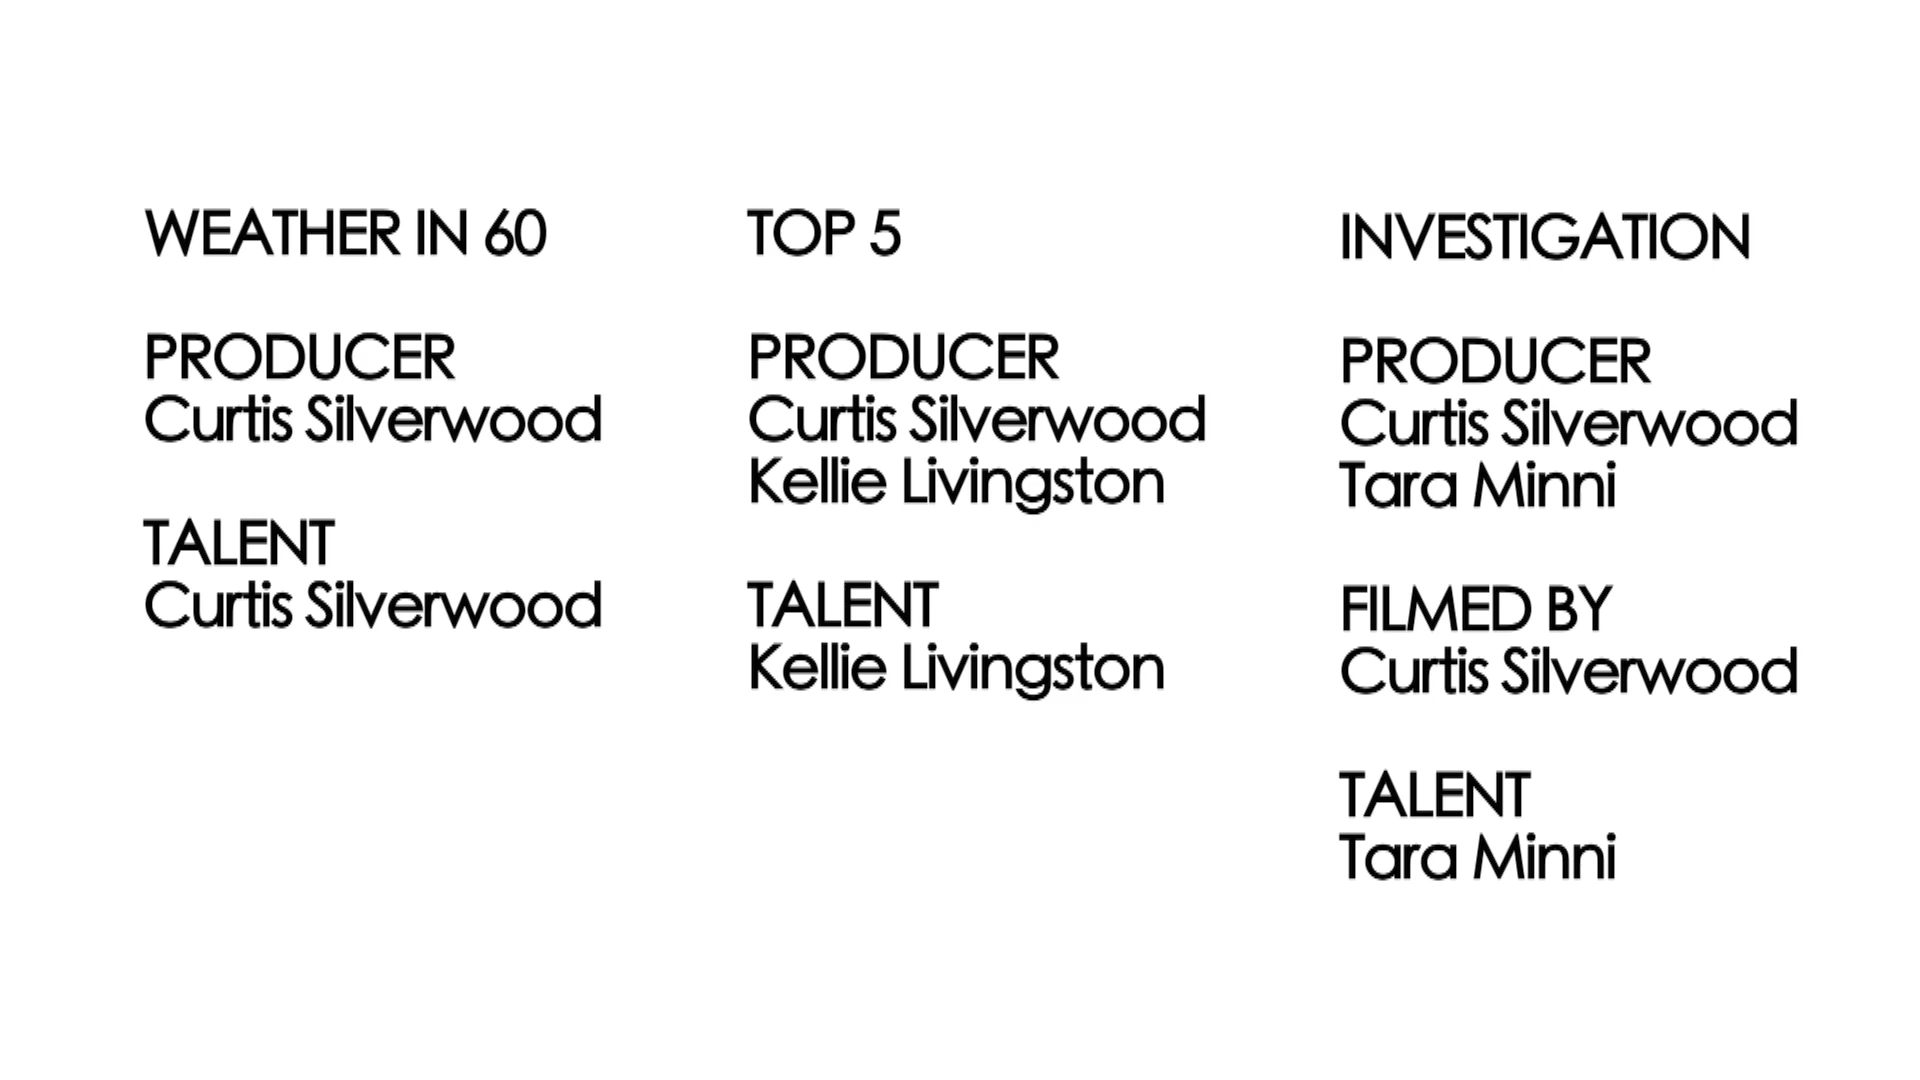 WEATHER IN 60
PRODUCER
Curtis Silverwood
TALENT
Curtis Silverwood
TOP 5
PRODUCER
Curtis Silverwood
Kellie Livingston
TALENT
Kellie Livingston
INVESTIGATION
PRODUCER
Curtis Silverwood
Tara Minni
FILMED BY
Curtis Silverwood
TALENT
Tara Minni